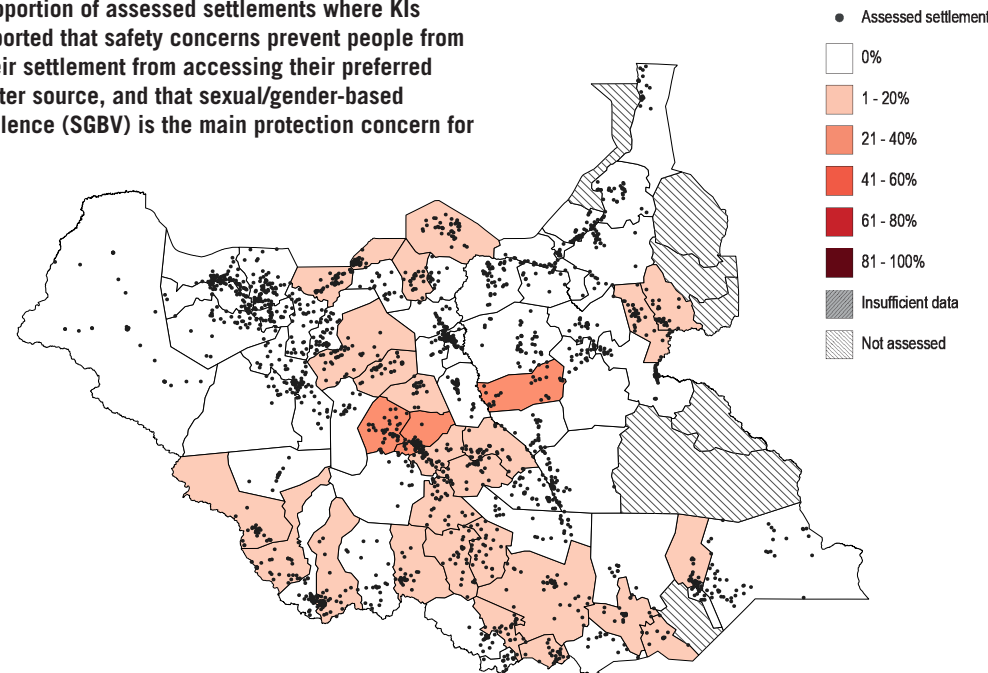 oportion of assessed settlements where KIs
ported that safety concerns prevent people from
eir settlement from accessing their preferred
ter source, and that sexual/gender-based
lence (SGBV) is the main protection concern for
Assessed settlement
0%
1 - 20%
21 - 40%
41 - 60%
61 - 80%
81 - 100%
Insufficient data
Not assessed